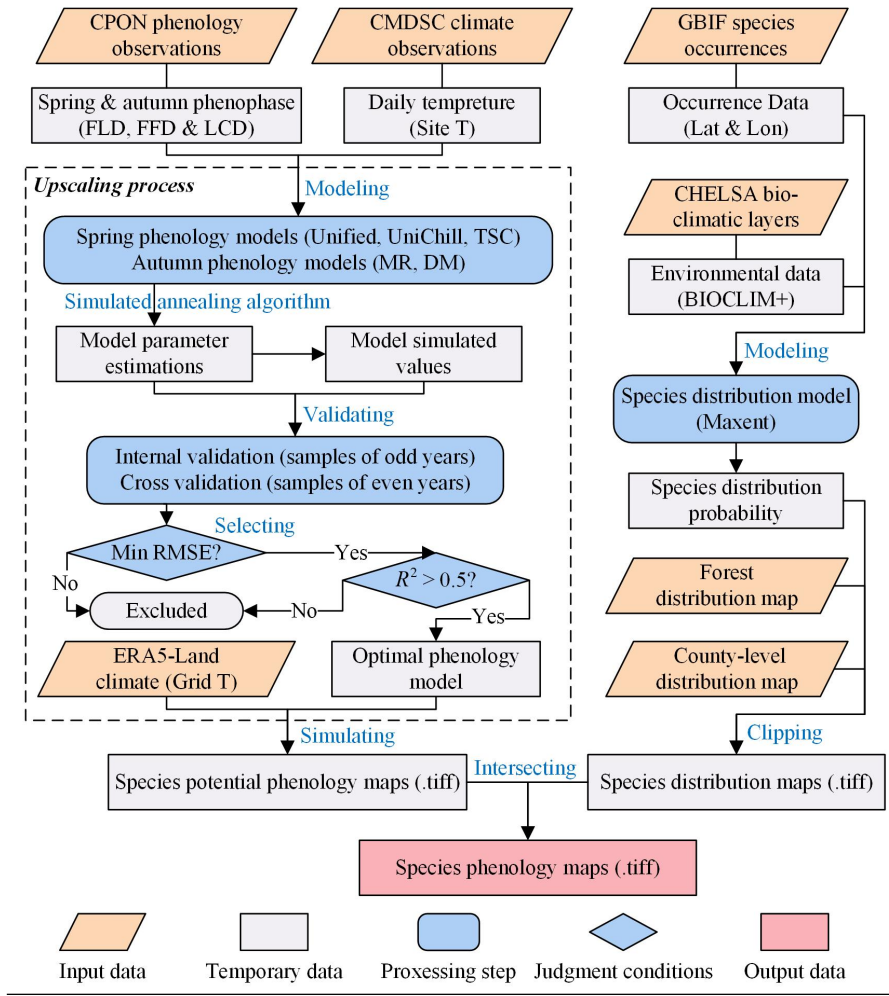 CPON phenology
observations
CMDSC climate
observations
GBIF species
occurrences
Spring & autumn phenophase
(FLD, FFD & LCD)
Daily tempreture
(Site T)
Occurrence Data
(Lat & Lon)
Upscaling process
Modeling
CHELSA bio-
climatic layers
Spring phenology models (Unified, UniChill, TSC)
Autumn phenology models (MR, DM)
Environmental data
(BIOCLIM+)
Simulated annealing algorithm
Model parameter
estimations
Model simulated
values
Modeling
Validating
Species distribution model
(Maxent)
Internal validation (samples of odd years)
Cross validation (samples of even years)
Species distribution
probability
Selecting
Min RMSE?
Yes
No
R² > 0.5?
Excluded
No
Yes
Forest
distribution map
ERA5-Land
climate (Grid T)
Optimal phenology
model
County-level
distribution map
Simulating
Clipping
Species potential phenology maps (.tiff)
Intersecting
Species distribution maps (.tiff)
Species phenology maps (.tiff)
Input data
Temporary data
Proxessing step
Judgment conditions
Output data